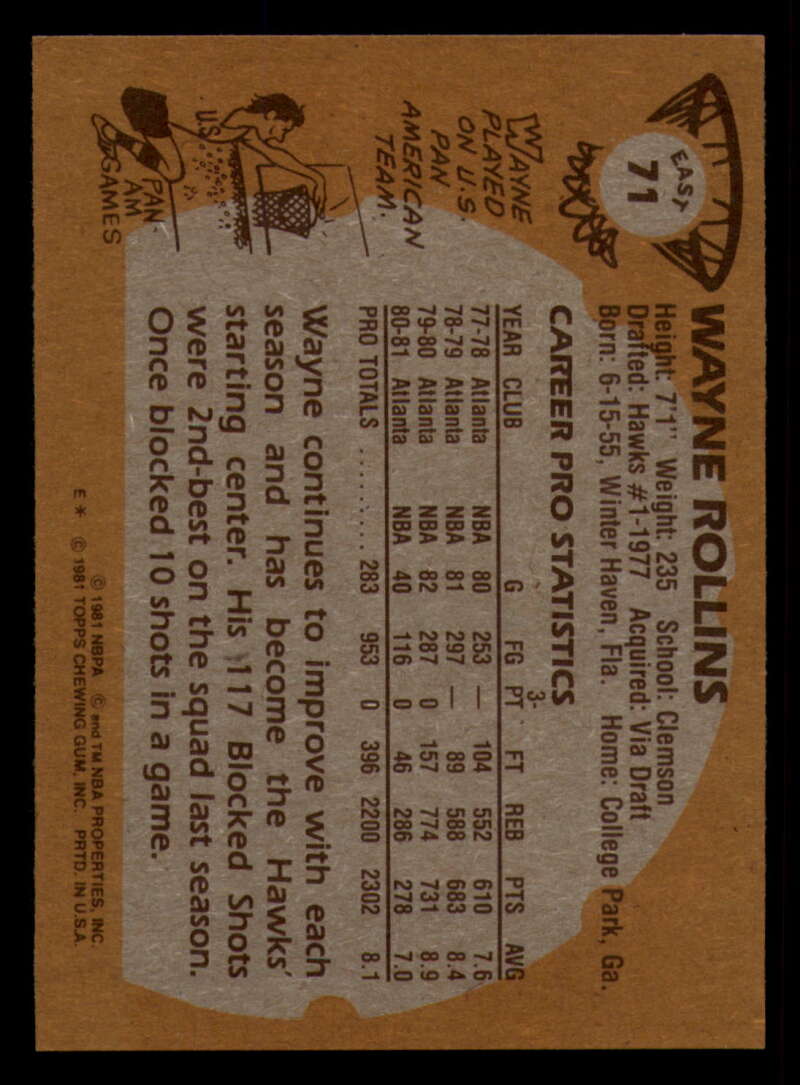 EAST
71
WAYNE ROLLINS
Height: 7'1" Weight: 235 School: Clemson
Drafted: Hawks #1-1977 Acquired: Via Draft
Born: 6-15-55, Winter Haven, Fla. Home: College Park, Ga.
CAREER PRO STATISTICS
YEAR CLUB G FG 3-PT FT REB PTS AVG
77-78 Atlanta NBA 80 253 — 104 552 610 7.6
78-79 Atlanta NBA 81 297 — 89 588 683 8.4
79-80 Atlanta NBA 82 287 0 157 774 731 8.9
80-81 Atlanta NBA 40 116 0 46 286 278 7.0
PRO TOTALS .......... 283 953 0 396 2200 2302 8.1
WAYNE
PLAYED
ON U.S.
PAN
AMERICAN
TEAM.
U.S.
PAN
AM
GAMES
Wayne continues to improve with each
season and has become the Hawks'
starting center. His 117 Blocked Shots
were 2nd-best on the squad last season.
Once blocked 10 shots in a game.
© 1981 NBPA © and TM NBA PROPERTIES, INC.
E* © 1981 TOPPS CHEWING GUM, INC. PRTD. IN U.S.A.